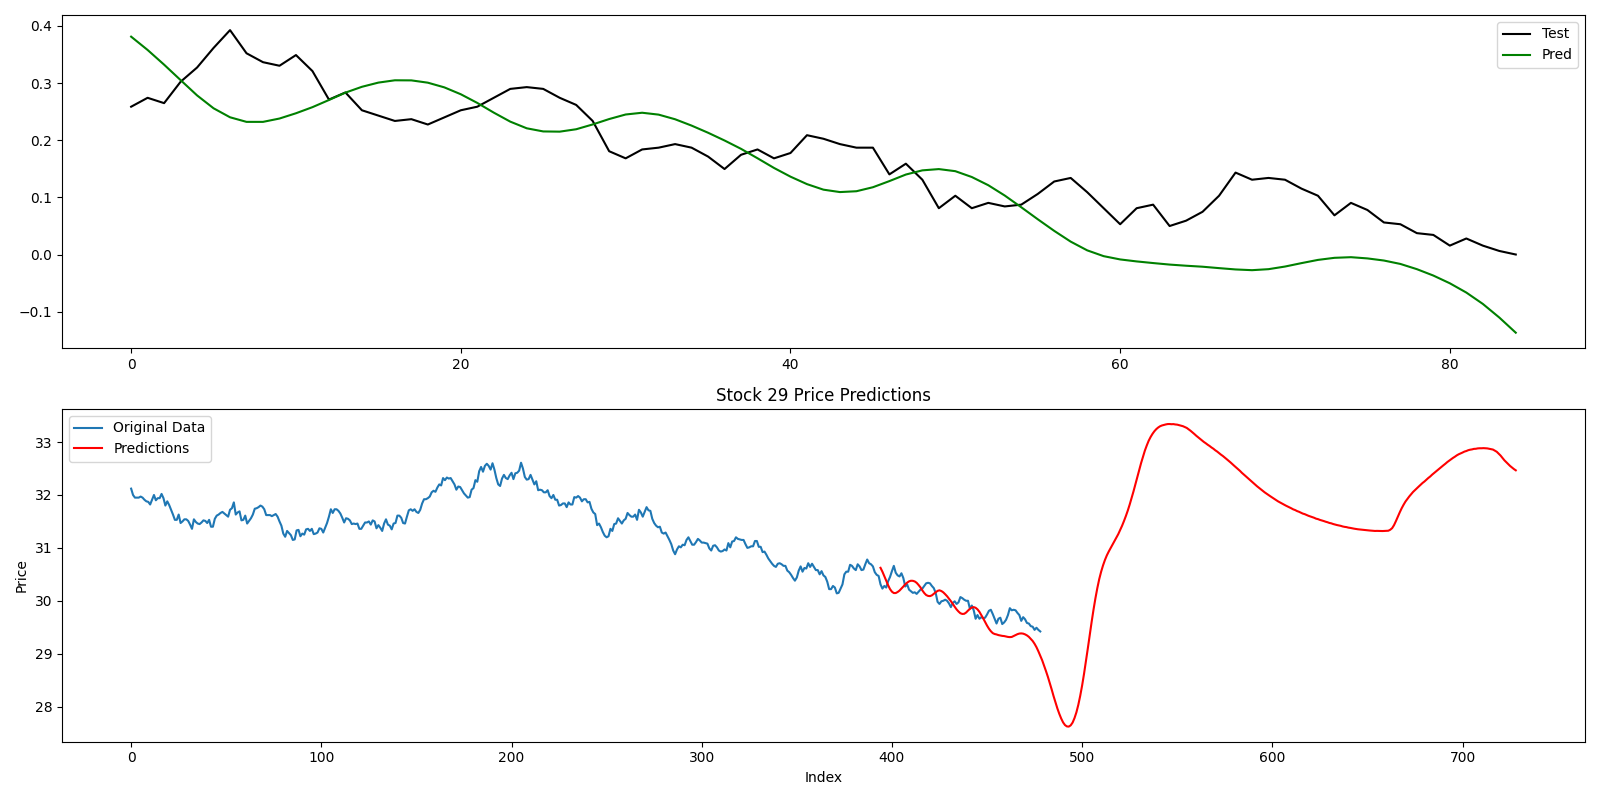 0.4
0.3
0.2
0.1
0.0
−0.1
Test
Pred
0 20 40 60 80
Stock 29 Price Predictions
Original Data
Predictions
Price
33
32
31
30
29
28
0 100 200 300 400 500 600 700
Index